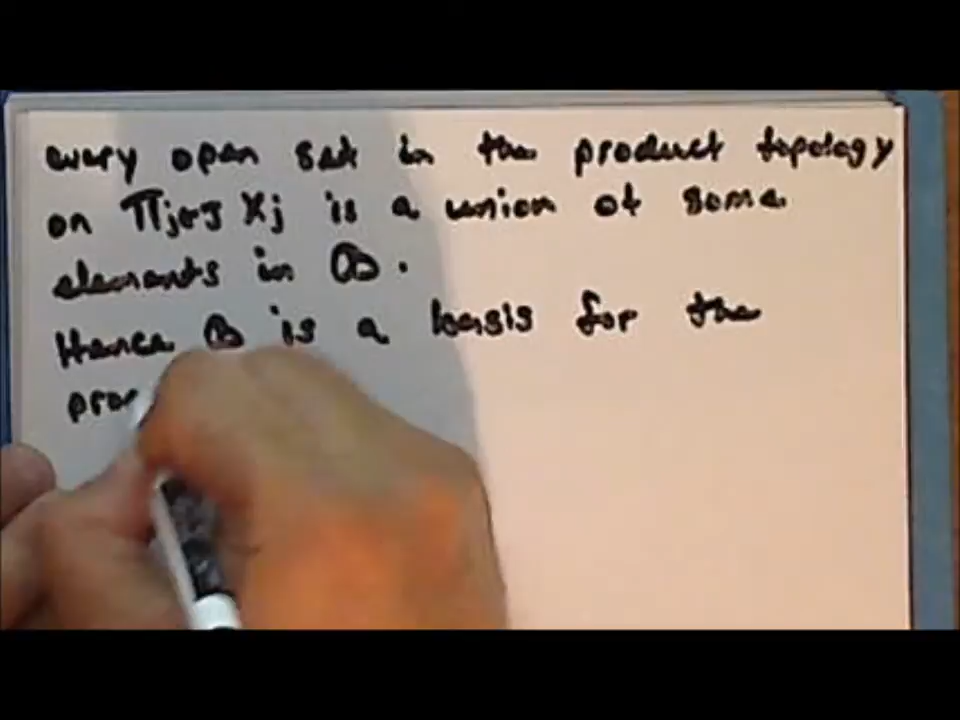 every open set in the product topology
on Πj∈J Xj is a union of some
elements in B.
Hence B is a basis for the
pro